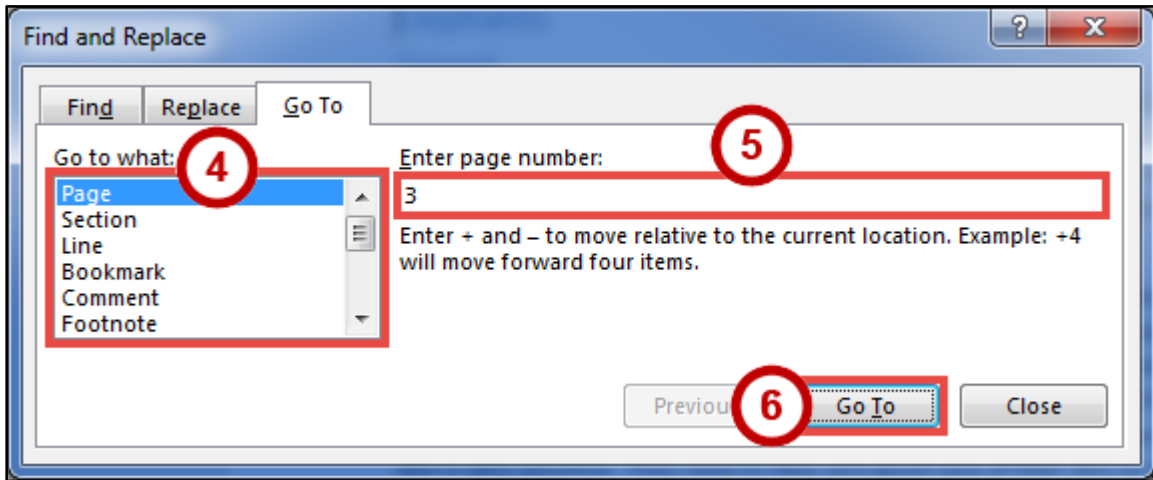 Find and Replace
? X
Find Replace Go To
Go to what:
4
Enter page number:
5
Page
Section
Line
Bookmark
Comment
Footnote
3
Enter + and – to move relative to the current location. Example: +4
will move forward four items.
6
Go To
Close